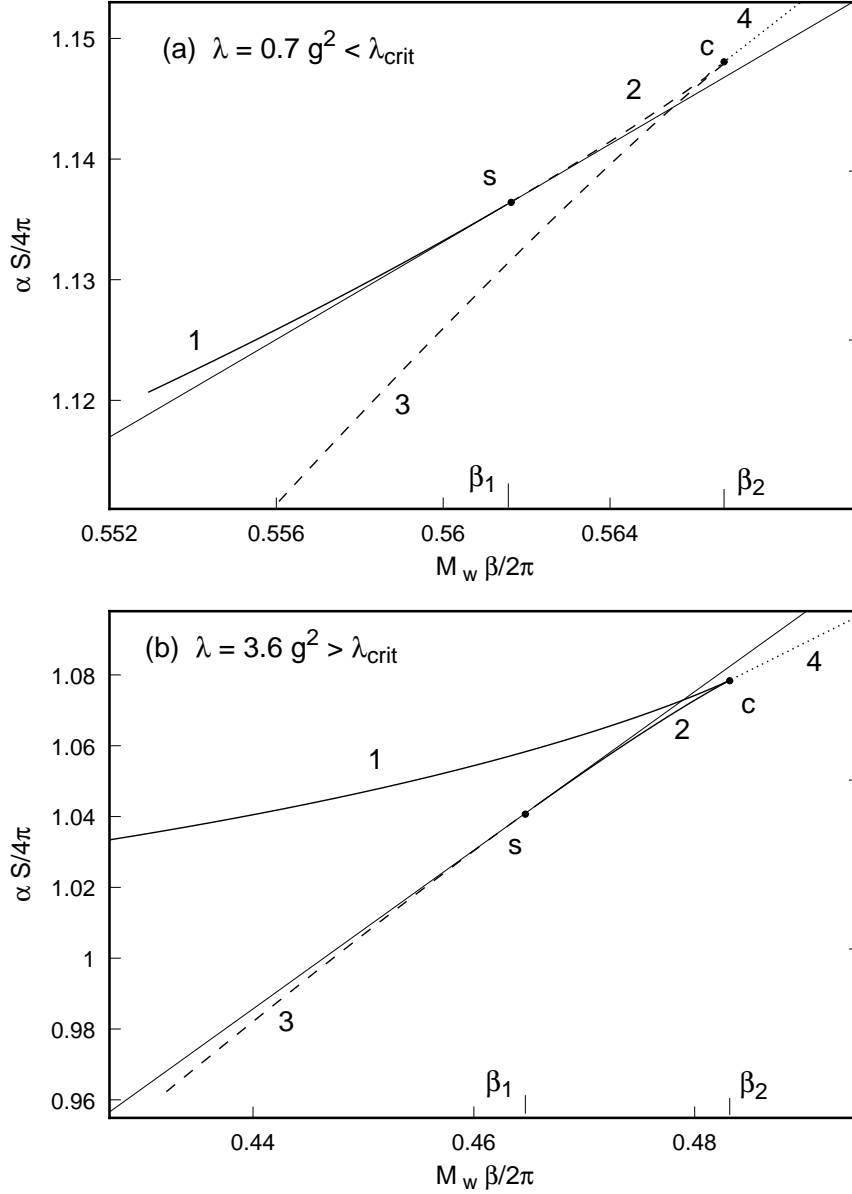 (a) λ = 0.7 g² < λcrit
4
c
2
s
1
3
β₁
β₂
1.15
1.14
1.13
1.12
α S/4π
0.552
0.556
0.56
0.564
M w β/2π
(b) λ = 3.6 g² > λcrit
4
c
1
2
s
3
β₁
β₂
1.08
1.06
1.04
1.02
1
0.98
0.96
α S/4π
0.44
0.46
0.48
M w β/2π